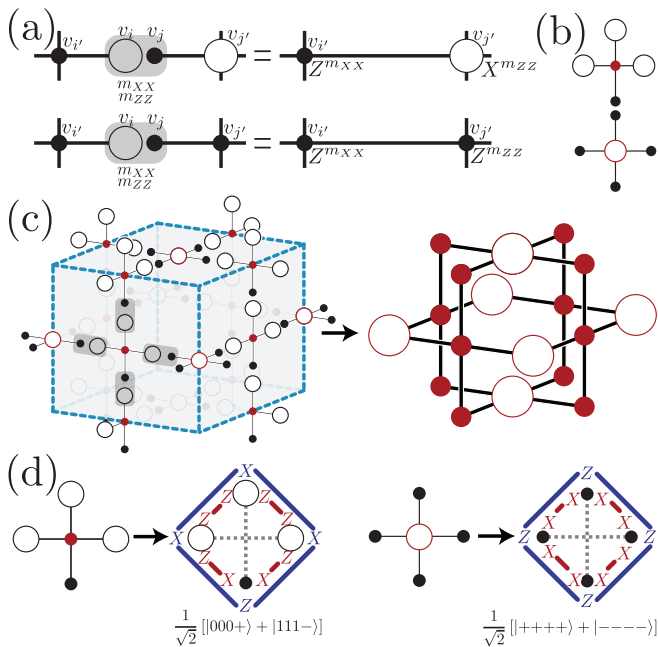 (a)
v_{i'} v_i v_j v_{j'} = v_{i'} v_{j'}
m_{XX} Z^{m_{XX}} X^{m_{ZZ}}
m_{ZZ}
v_{i'} v_i v_j v_{j'} = v_{i'} v_{j'}
m_{XX} Z^{m_{XX}} Z^{m_{ZZ}}
m_{ZZ}
(b)
(c)
(d)
X
Z Z
Z Z
X X
Z Z
X X
Z
1/√2 [|000+⟩ + |111−⟩]
Z
X X
X X
Z Z
X X
X X
Z
1/√2 [|++++⟩ + |−−−−⟩]